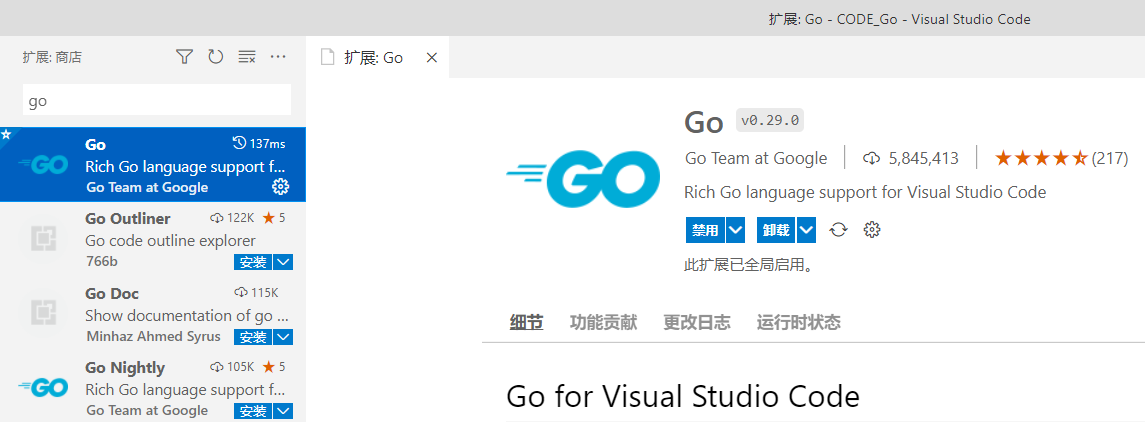 扩展: Go - CODE_Go - Visual Studio Code
扩展: 商店
go
Go 137ms
Rich Go language support f...
Go Team at Google
Go Outliner 122K 5
Go code outline explorer
766b 安装
Go Doc 115K
Show documentation of go ...
Minhaz Ahmed Syrus 安装
Go Nightly 105K 5
Rich Go language support f...
Go Team at Google 安装
扩展: Go
GO
Go v0.29.0
Go Team at Google 5,845,413 (217)
Rich Go language support for Visual Studio Code
禁用 卸载
此扩展已全局启用。
细节 功能贡献 更改日志 运行时状态
Go for Visual Studio Code